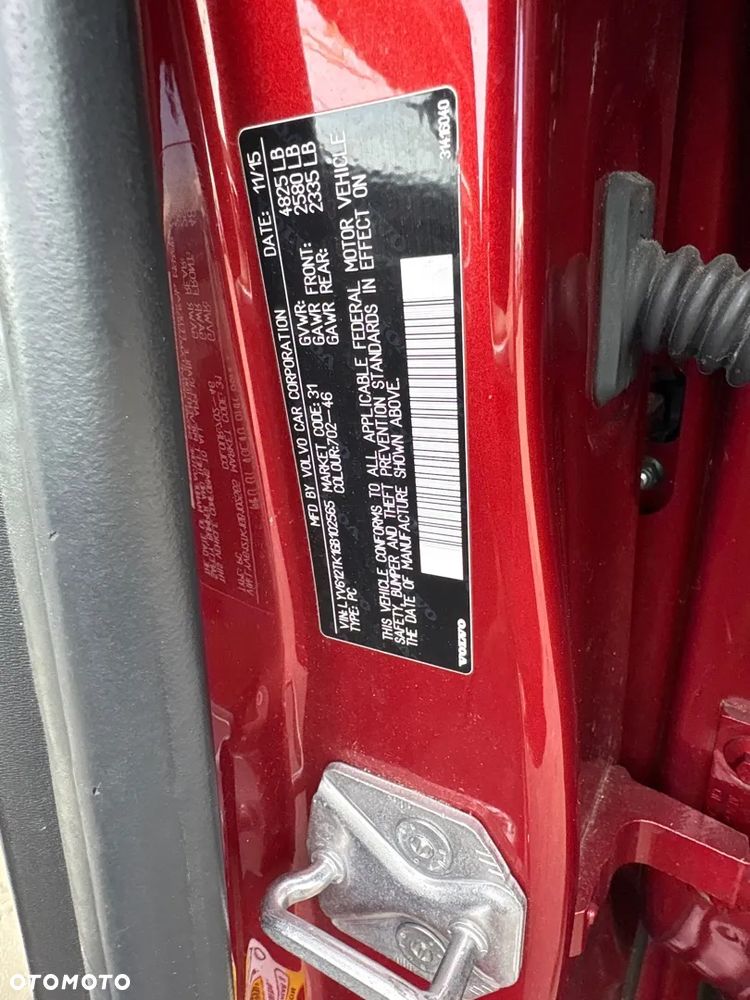 MFD BY VOLVO CAR CORPORATION DATE: 11/15
VIN: LYV612TK1GB102565 MARKET CODE: 31 GVWR: 4825 LB
TYPE: PC COLOUR: 702-46 GAWR FRONT: 2580 LB
GAWR REAR: 2335 LB
THIS VEHICLE CONFORMS TO ALL APPLICABLE FEDERAL MOTOR VEHICLE
SAFETY, BUMPER AND THEFT PREVENTION STANDARDS IN EFFECT ON
THE DATE OF MANUFACTURE SHOWN ABOVE.
VOLVO 31416040
OTOMOTO